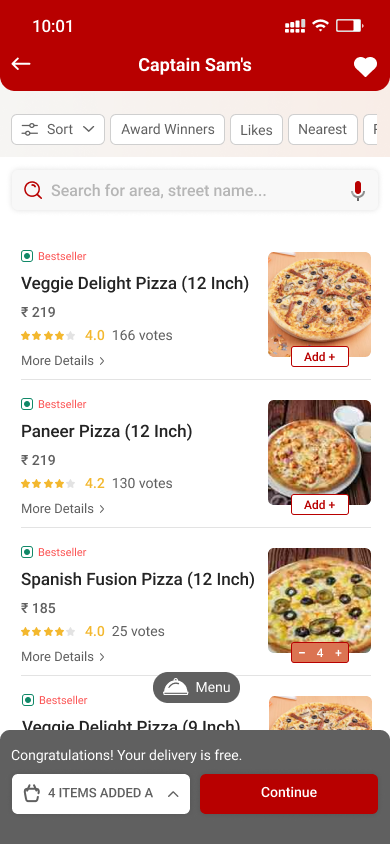 10:01
Captain Sam's
Sort
Award Winners
Likes
Nearest
Search for area, street name...
Bestseller
Veggie Delight Pizza (12 Inch)
₹ 219
4.0 166 votes
More Details
Add +
Bestseller
Paneer Pizza (12 Inch)
₹ 219
4.2 130 votes
More Details
Add +
Bestseller
Spanish Fusion Pizza (12 Inch)
₹ 185
4.0 25 votes
More Details
− 4 +
Menu
Bestseller
Veggie Delight Pizza (9 Inch)
Congratulations! Your delivery is free.
4 ITEMS ADDED A
Continue